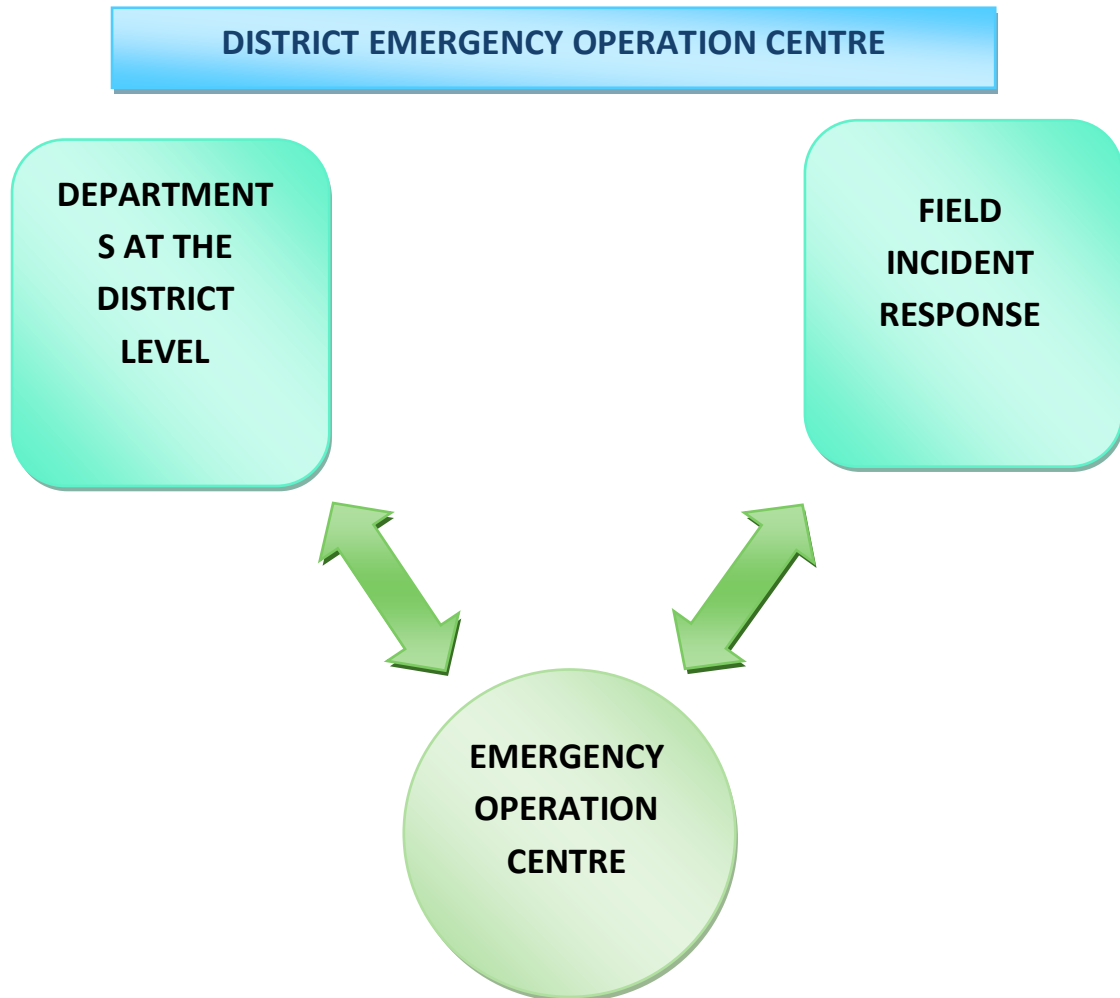 DISTRICT EMERGENCY OPERATION CENTRE
DEPARTMENT
S AT THE
DISTRICT
LEVEL
FIELD
INCIDENT
RESPONSE
EMERGENCY
OPERATION
CENTRE